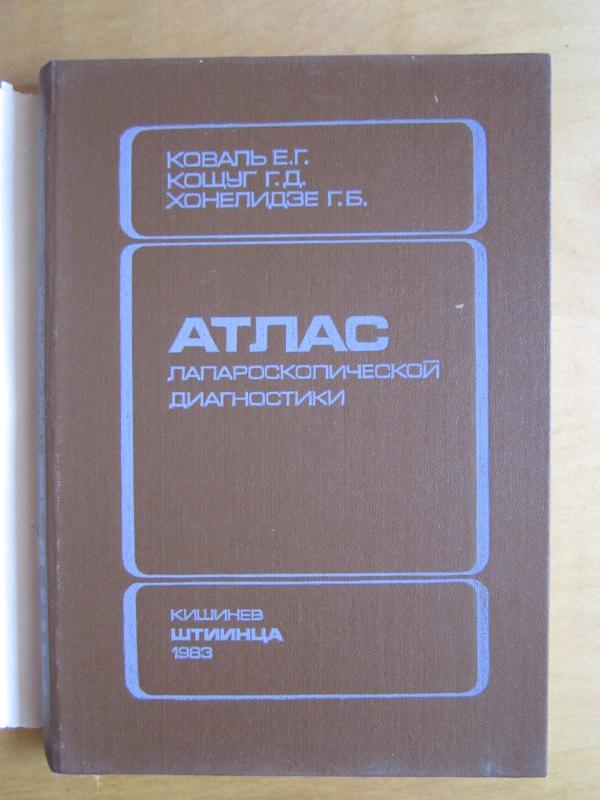 КОВАЛЬ Е.Г.
КОЩУГ Г.Д.
ХОНЕЛИДЗЕ Г.Б.
АТЛАС
ЛАПАРОСКОПИЧЕСКОЙ
ДИАГНОСТИКИ
КИШИНЕВ
ШТИИНЦА
1983